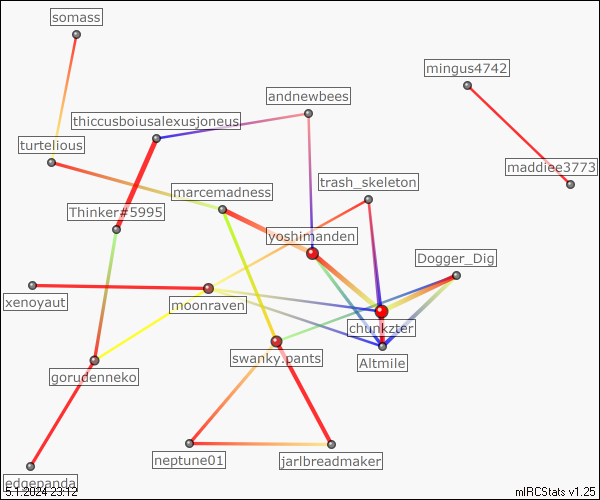 somass
mingus4742
andnewbees
thiccsboiusalexusjoneus
turtelious
maddiee3773
trash_skeleton
marcemadness
Thinker#5995
yoshimanden
Dogger_Dig
xenoyaut
moonraven
chunkzter
swanky.pants
Altmile
gorudenneko
neptune01
jarlbreadmaker
edgepanda
5.1.2024 23:12
mIRCStats v1.25